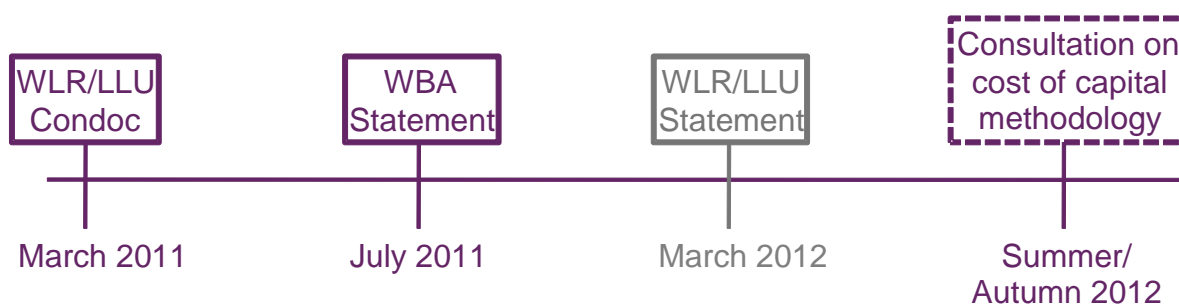 WLR/LLU
Condoc
WBA
Statement
WLR/LLU
Statement
Consultation on
cost of capital
methodology
March 2011
July 2011
March 2012
Summer/
Autumn 2012